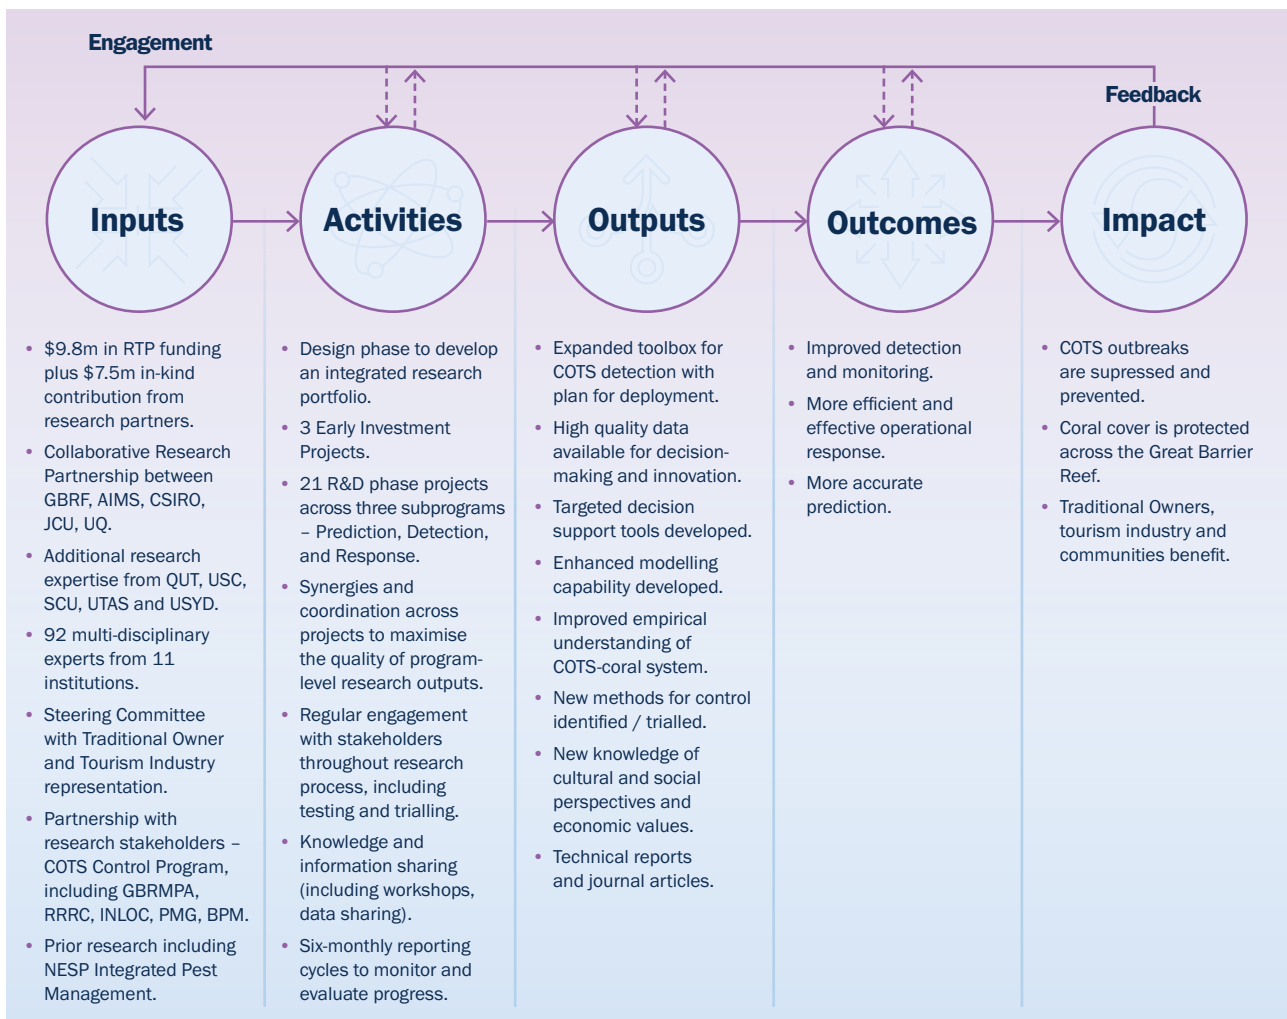 Engagement
Feedback
Inputs
Activities
Outputs
Outcomes
Impact
• $9.8m in RTP funding
plus $7.5m in-kind
contribution from
research partners.
• Collaborative Research
Partnership between
GBRF, AIMS, CSIRO,
JCU, UQ.
• Additional research
expertise from QUT, USC,
SCU, UTAS and USYD.
• 92 multi-disciplinary
experts from 11
institutions.
• Steering Committee
with Traditional Owner
and Tourism Industry
representation.
• Partnership with
research stakeholders –
COTS Control Program,
including GBRMPA,
RRRC, INLOC, PMG, BPM.
• Prior research including
NESP Integrated Pest
Management.
• Design phase to develop
an integrated research
portfolio.
• 3 Early Investment
Projects.
• 21 R&D phase projects
across three subprograms
– Prediction, Detection,
and Response.
• Synergies and
coordination across
projects to maximise
the quality of program-
level research outputs.
• Regular engagement
with stakeholders
throughout research
process, including
testing and trialling.
• Knowledge and
information sharing
(including workshops,
data sharing).
• Six-monthly reporting
cycles to monitor and
evaluate progress.
• Expanded toolbox for
COTS detection with
plan for deployment.
• High quality data
available for decision-
making and innovation.
• Targeted decision
support tools developed.
• Enhanced modelling
capability developed.
• Improved empirical
understanding of
COTS-coral system.
• New methods for control
identified / trialled.
• New knowledge of
cultural and social
perspectives and
economic values.
• Technical reports
and journal articles.
• Improved detection
and monitoring.
• More efficient and
effective operational
response.
• More accurate
prediction.
• COTS outbreaks
are supressed and
prevented.
• Coral cover is protected
across the Great Barrier
Reef.
• Traditional Owners,
tourism industry and
communities benefit.